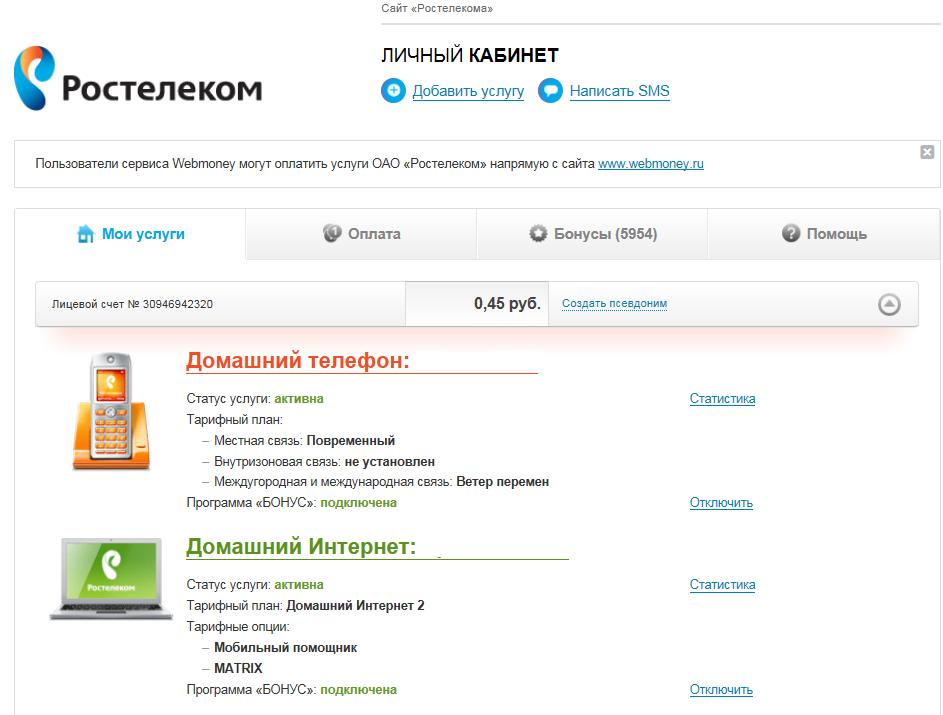 Сайт «Ростелекома»
Ростелеком
ЛИЧНЫЙ КАБИНЕТ
Добавить услугу Написать SMS
Пользователи сервиса Webmoney могут оплатить услуги ОАО «Ростелеком» напрямую с сайта www.webmoney.ru
Мои услуги Оплата Бонусы (5954) Помощь
Лицевой счет № 30946942320 0,45 руб. Создать псевдоним
Домашний телефон:
Статус услуги: активна Статистика
Тарифный план:
– Местная связь: Повременный
– Внутризоновая связь: не установлен
– Междугородная и международная связь: Ветер перемен
Программа «БОНУС»: подключена Отключить
Домашний Интернет:
Ростелеком
Статус услуги: активна Статистика
Тарифный план: Домашний Интернет 2
Тарифные опции:
– Мобильный помощник
– MATRIX
Программа «БОНУС»: подключена Отключить